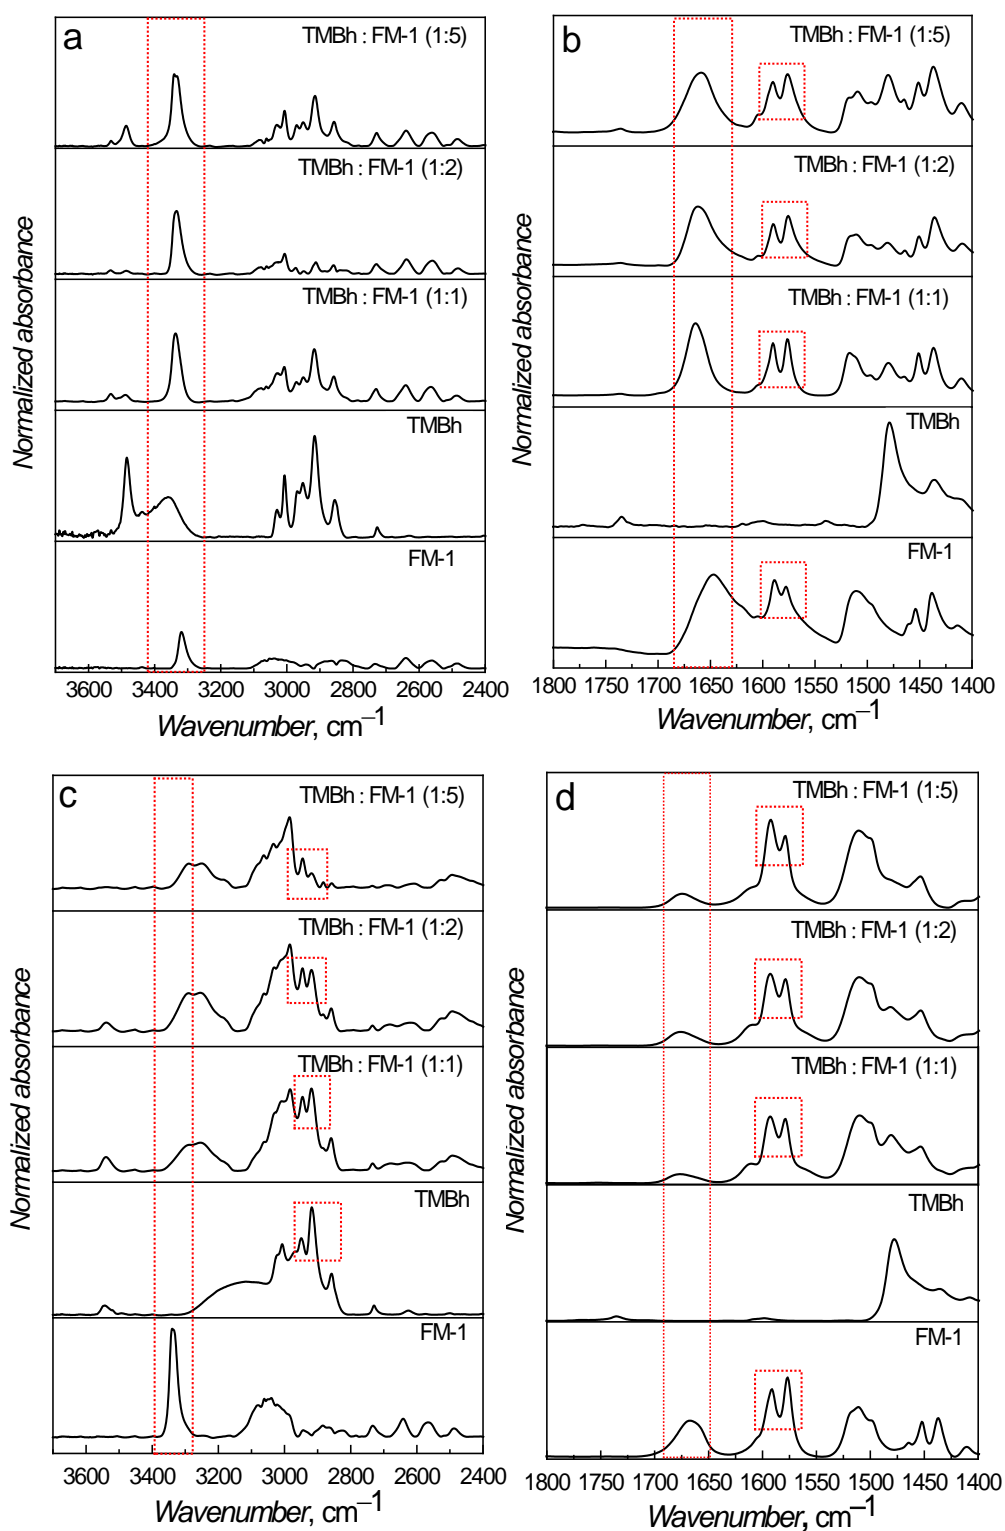 a
TMBh : FM-1 (1:5)
TMBh : FM-1 (1:2)
TMBh : FM-1 (1:1)
TMBh
FM-1
Normalized absorbance
3600 3400 3200 3000 2800 2600 2400
Wavenumber, cm⁻¹
b
TMBh : FM-1 (1:5)
TMBh : FM-1 (1:2)
TMBh : FM-1 (1:1)
TMBh
FM-1
Normalized absorbance
1800 1750 1700 1650 1600 1550 1500 1450 1400
Wavenumber, cm⁻¹
c
TMBh : FM-1 (1:5)
TMBh : FM-1 (1:2)
TMBh : FM-1 (1:1)
TMBh
FM-1
Normalized absorbance
3600 3400 3200 3000 2800 2600 2400
Wavenumber, cm⁻¹
d
TMBh : FM-1 (1:5)
TMBh : FM-1 (1:2)
TMBh : FM-1 (1:1)
TMBh
FM-1
Normalized absorbance
1800 1750 1700 1650 1600 1550 1500 1450 1400
Wavenumber, cm⁻¹